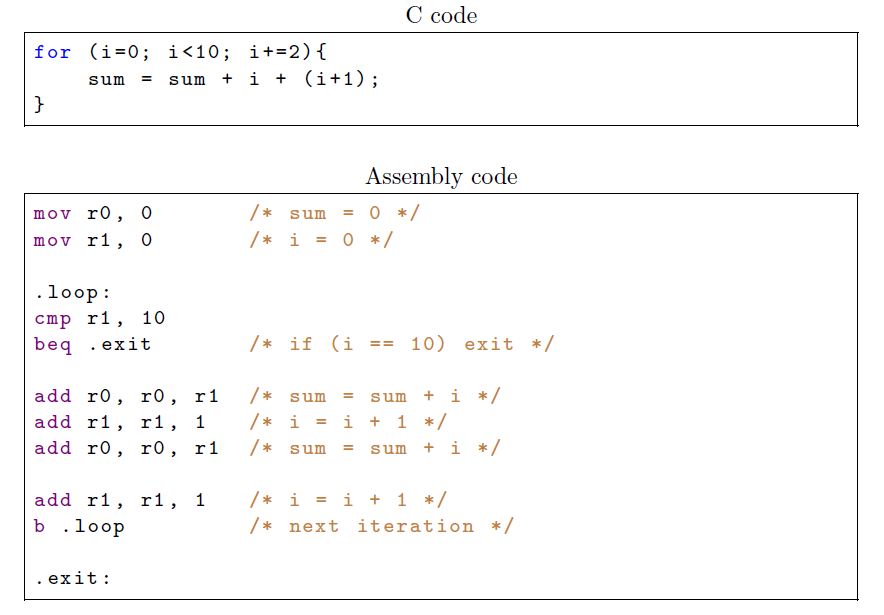 C code
for (i=0; i<10; i+=2){
sum = sum + i + (i+1);
}
Assembly code
mov r0, 0 /* sum = 0 */
mov r1, 0 /* i = 0 */
.loop:
cmp r1, 10
beq .exit /* if (i == 10) exit */
add r0, r0, r1 /* sum = sum + i */
add r1, r1, 1 /* i = i + 1 */
add r0, r0, r1 /* sum = sum + i */
add r1, r1, 1 /* i = i + 1 */
b .loop /* next iteration */
.exit: